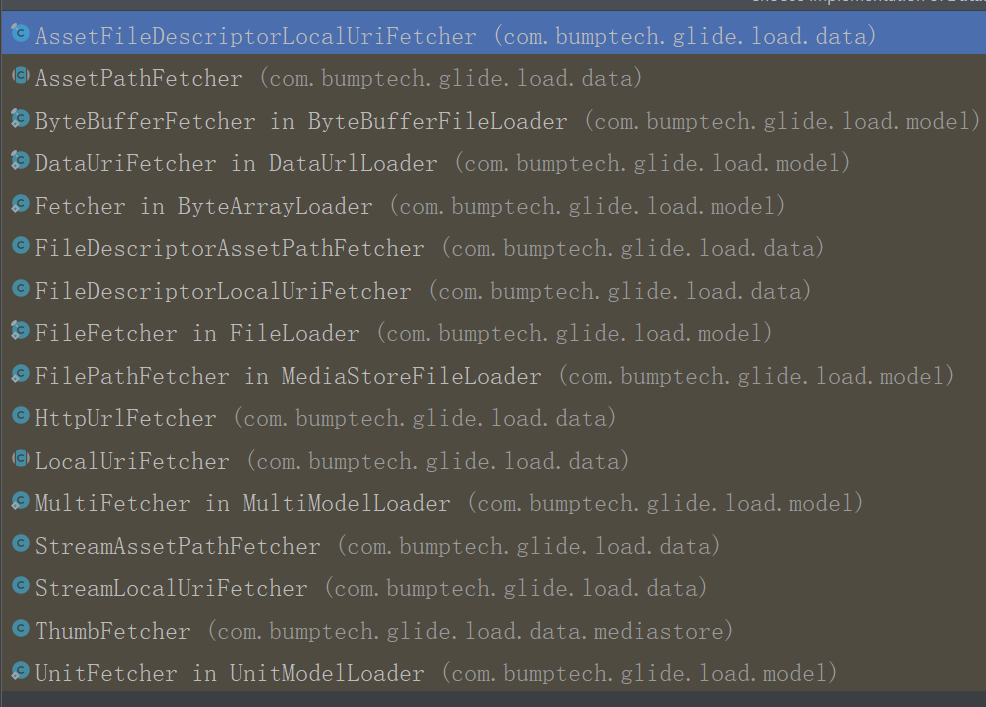 AssetFileDescriptorLocalUriFetcher (com.bumptech.glide.load.data)
AssetPathFetcher (com.bumptech.glide.load.data)
ByteBufferFetcher in ByteBufferFileLoader (com.bumptech.glide.load.model)
DataUriFetcher in DataUrlLoader (com.bumptech.glide.load.model)
Fetcher in ByteArrayLoader (com.bumptech.glide.load.model)
FileDescriptorAssetPathFetcher (com.bumptech.glide.load.data)
FileDescriptorLocalUriFetcher (com.bumptech.glide.load.data)
FileFetcher in FileLoader (com.bumptech.glide.load.model)
FilePathFetcher in MediaStoreFileLoader (com.bumptech.glide.load.model)
HttpUrlFetcher (com.bumptech.glide.load.data)
LocalUriFetcher (com.bumptech.glide.load.data)
MultiFetcher in MultiModelLoader (com.bumptech.glide.load.model)
StreamAssetPathFetcher (com.bumptech.glide.load.data)
StreamLocalUriFetcher (com.bumptech.glide.load.data)
ThumbFetcher (com.bumptech.glide.load.data.mediastore)
UnitFetcher in UnitModelLoader (com.bumptech.glide.load.model)